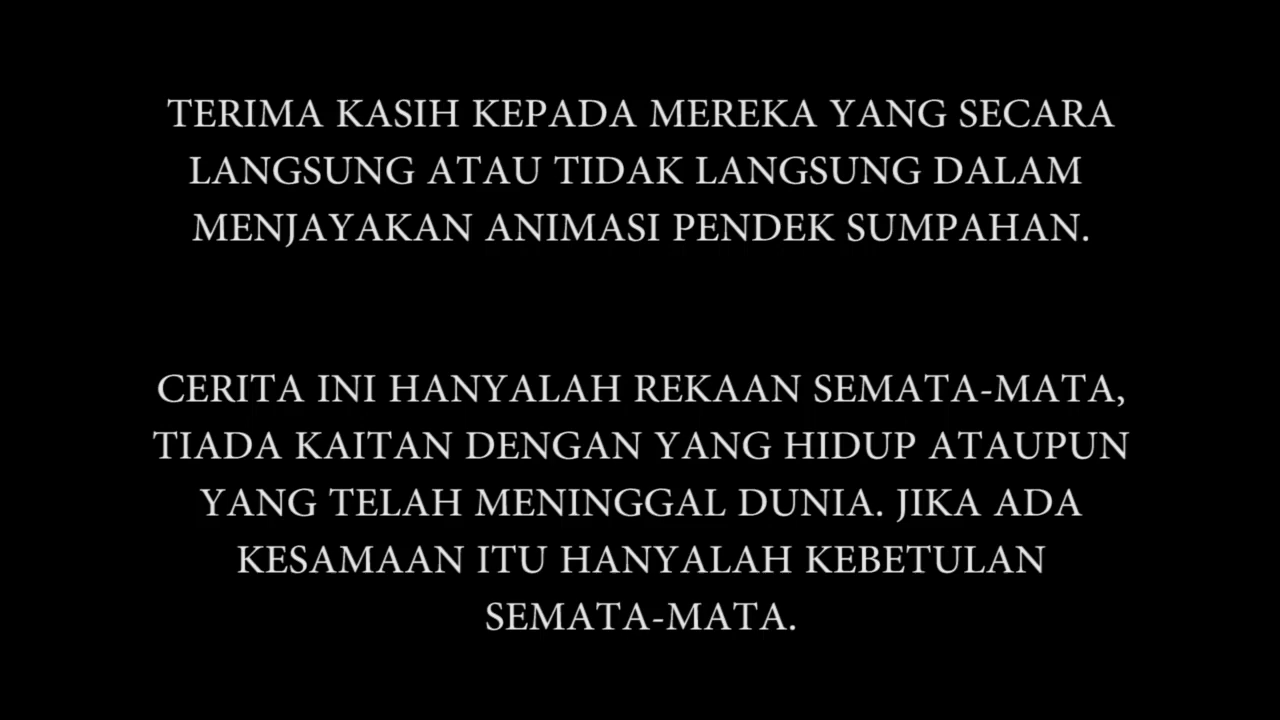 TERIMA KASIH KEPADA MEREKA YANG SECARA
LANGSUNG ATAU TIDAK LANGSUNG DALAM
MENJAYAKAN ANIMASI PENDEK SUMPAHAN.
CERITA INI HANYALAH REKAAN SEMATA-MATA,
TIADA KAITAN DENGAN YANG HIDUP ATAUPUN
YANG TELAH MENINGGAL DUNIA. JIKA ADA
KESAMAAN ITU HANYALAH KEBETULAN
SEMATA-MATA.